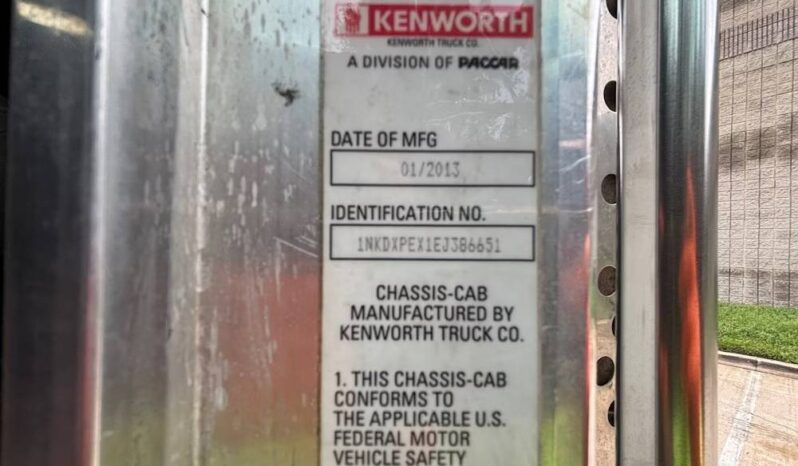 KENWORTH
KENWORTH TRUCK CO.
A DIVISION OF PACCAR
DATE OF MFG
01/2013
IDENTIFICATION NO.
1NKDXPEX1EJ386651
CHASSIS-CAB
MANUFACTURED BY
KENWORTH TRUCK CO.
1. THIS CHASSIS-CAB
CONFORMS TO
THE APPLICABLE U.S.
FEDERAL MOTOR
VEHICLE SAFETY